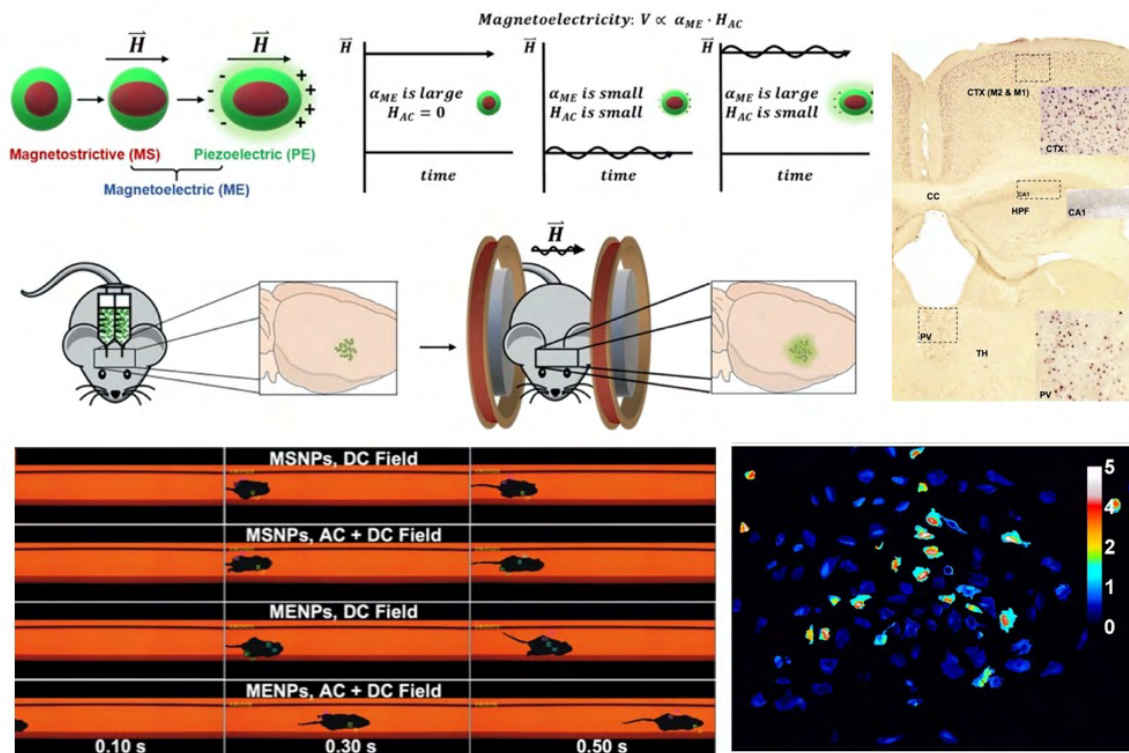 Magnetoelectricity: V ∝ α_ME · H_AC
H
H
Magnetostrictive (MS)
Piezoelectric (PE)
Magnetoelectric (ME)
H
α_ME is large
H_AC = 0
time
H
α_ME is small
H_AC is small
time
H
α_ME is large
H_AC is small
time
CTX (M2 & M1)
CTX
CC
CA1
HPF
CA1
PV
TH
PV
H
MSNPs, DC Field
MSNPs, AC + DC Field
MENPs, DC Field
MENPs, AC + DC Field
0.10 s
0.30 s
0.50 s
5
4
2
1
0